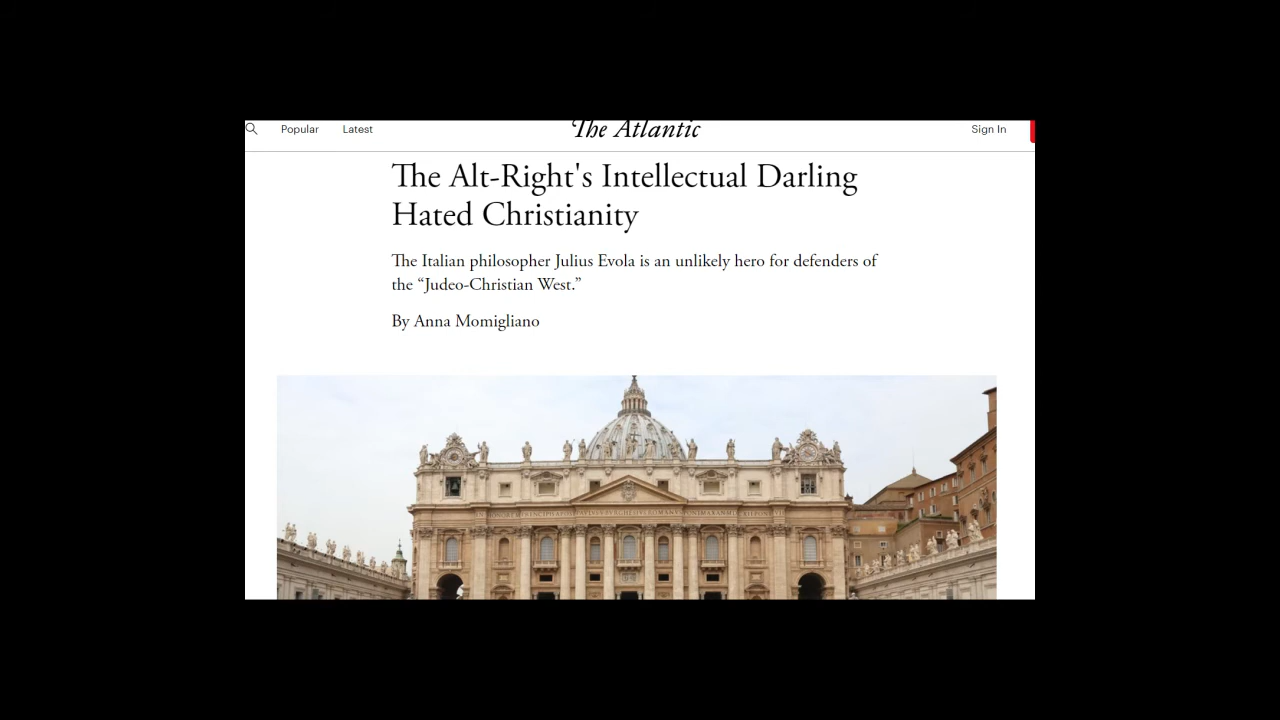 Popular Latest The Atlantic Sign In
The Alt-Right's Intellectual Darling
Hated Christianity
The Italian philosopher Julius Evola is an unlikely hero for defenders of
the “Judeo-Christian West.”
By Anna Momigliano